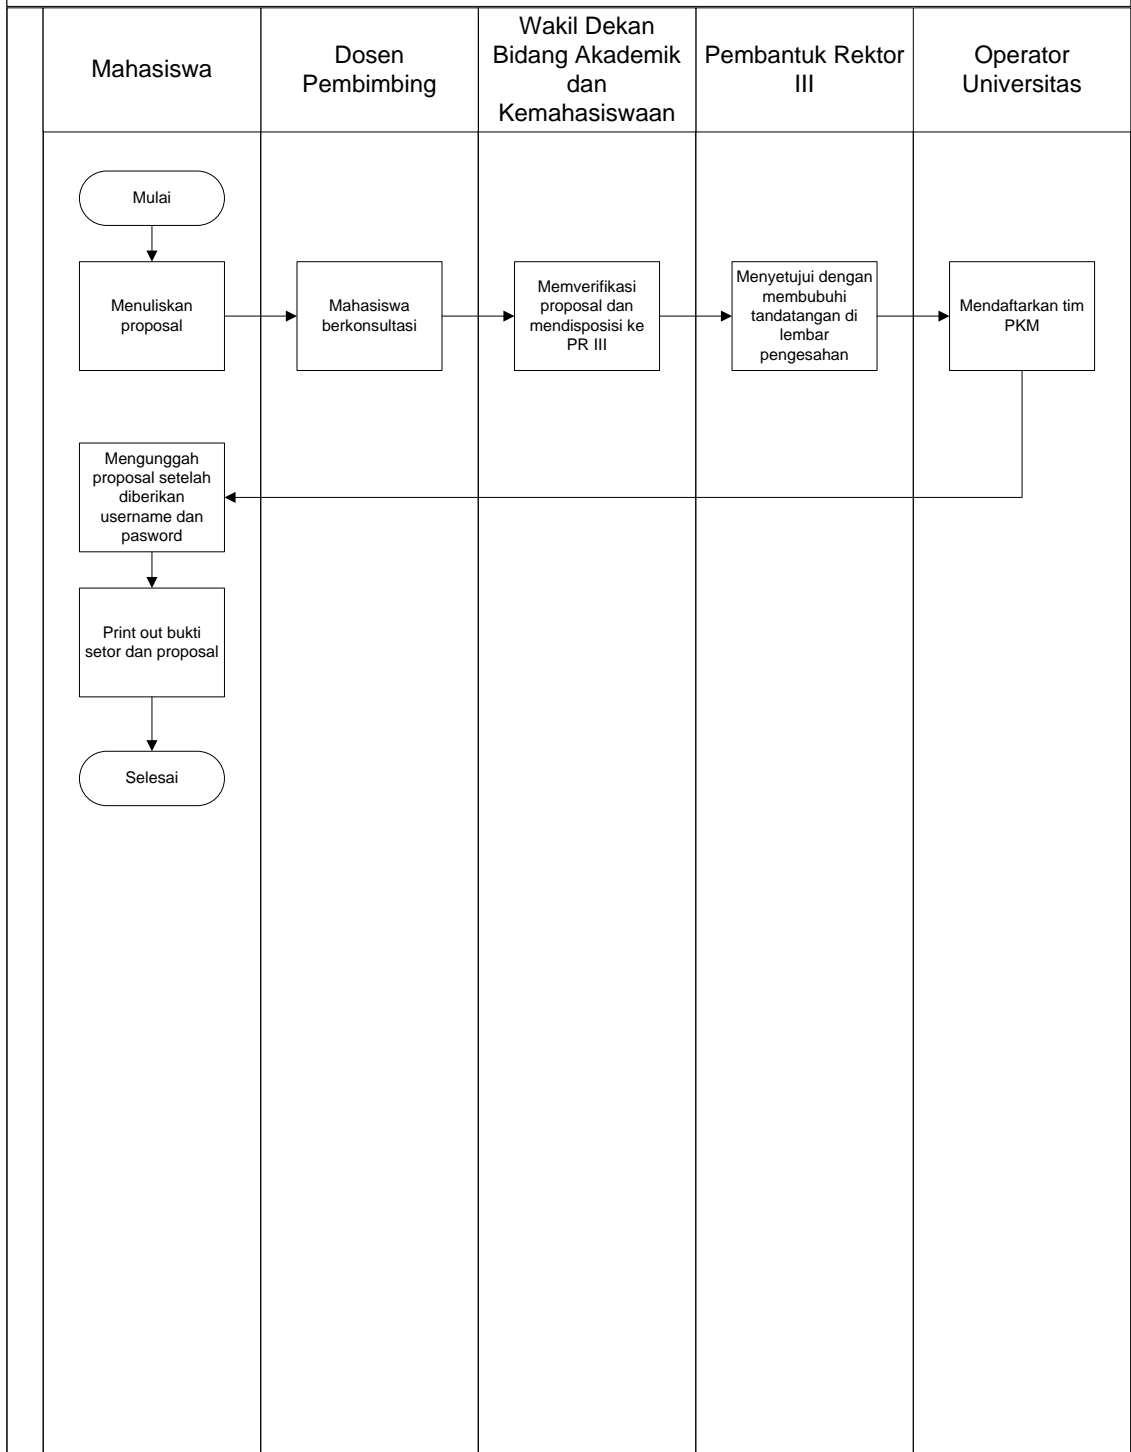 Mahasiswa
Dosen
Pembimbing
Wakil Dekan
Bidang Akademik
dan
Kemahasiswaan
Pembantuk Rektor
III
Operator
Universitas
Mulai
Menuliskan
proposal
Mahasiswa
berkonsultasi
Memverifikasi
proposal dan
mendisposisi ke
PR III
Menyetujui dengan
membubuhi
tandatangan di
lembar
pengesahan
Mendaftarkan tim
PKM
Mengunggah
proposal setelah
diberikan
username dan
pasword
Print out bukti
setor dan proposal
Selesai